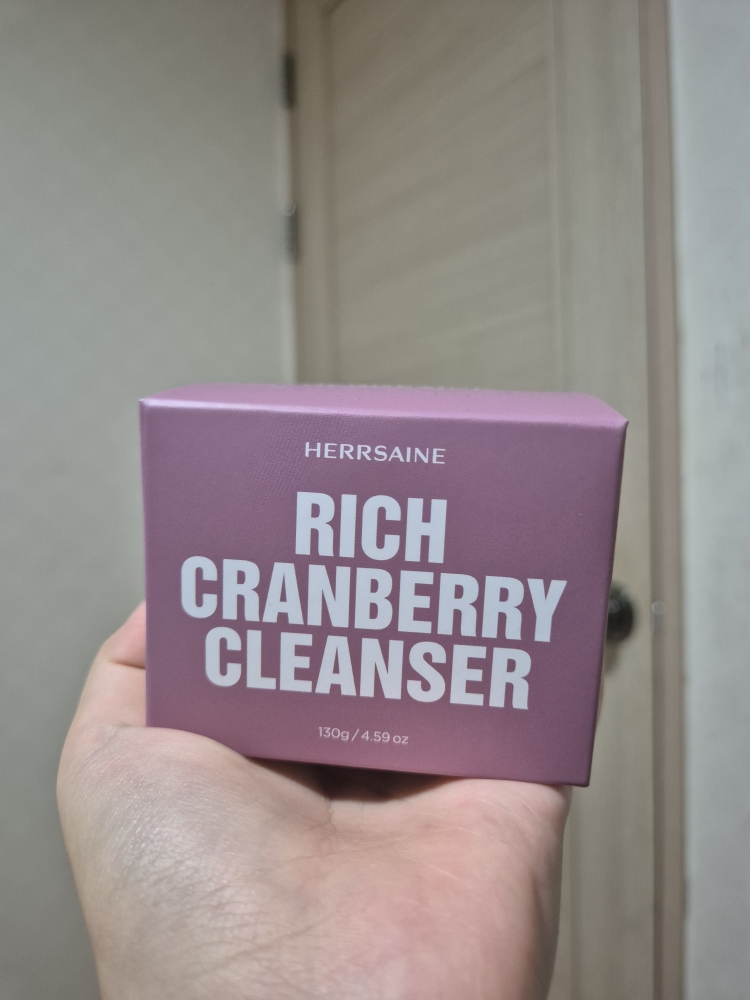 HERRSAINE
RICH
CRANBERRY
CLEANSER
130g / 4.59 oz